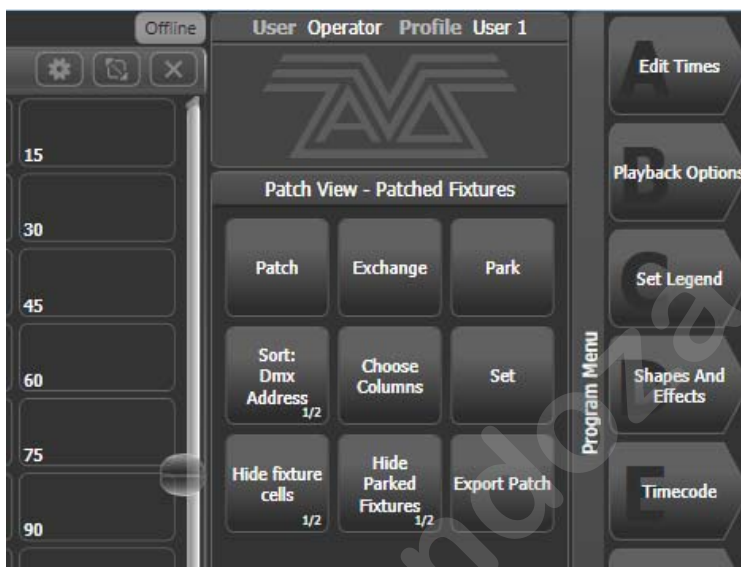 Offline
User Operator Profile User 1
15
30
45
60
75
90
AVO
Patch View - Patched Fixtures
Patch
Exchange
Park
Sort:
Dmx
Address
1/2
Choose
Columns
Set
Hide fixture
cells
1/2
Hide
Parked
Fixtures
1/2
Export Patch
Program Menu
A
Edit Times
B
Playback Options
C
Set Legend
D
Shapes And
Effects
E
Timecode
ndoza